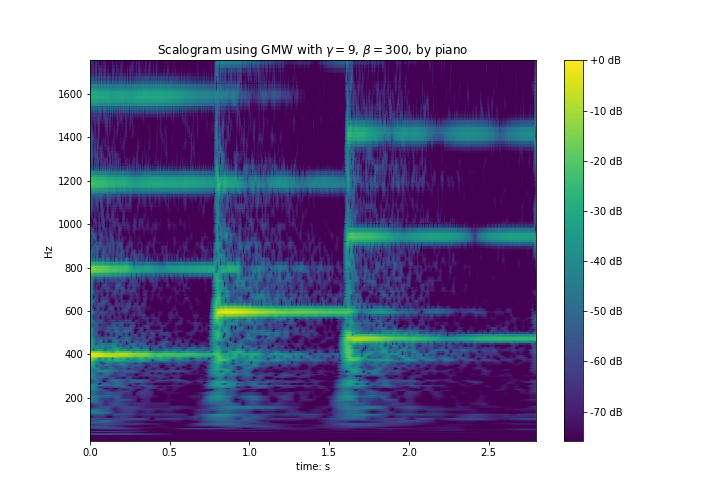 Scalogram using GMW with γ = 9, β = 300, by piano
Hz
1600
1400
1200
1000
800
600
400
200
0.0 0.5 1.0 1.5 2.0 2.5
time: s
+0 dB
-10 dB
-20 dB
-30 dB
-40 dB
-50 dB
-60 dB
-70 dB